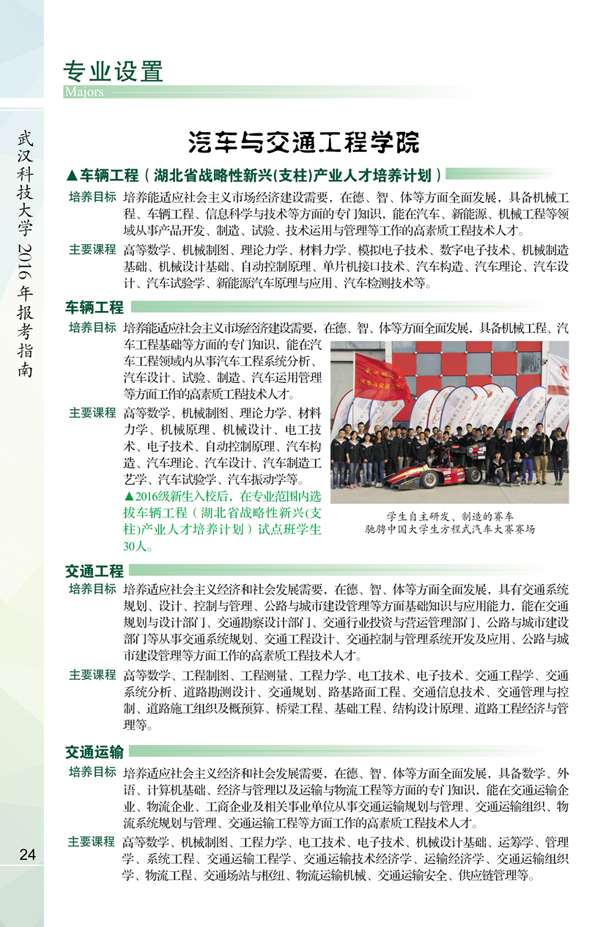 专业设置
Majors
武汉科技大学 2016 年报考指南
汽车与交通工程学院
▲车辆工程（湖北省战略性新兴(支柱)产业人才培养计划）
培养目标 培养能适应社会主义市场经济建设需要，在德、智、体等方面全面发展，具备机械工
程、车辆工程、信息科学与技术等方面的专门知识，能在汽车、新能源、机械工程等领
域从事产品开发、制造、试验、技术运用与管理等工作的高素质工程技术人才。
主要课程 高等数学、机械制图、理论力学、材料力学、模拟电子技术、数字电子技术、机械制造
基础、机械设计基础、自动控制原理、单片机接口技术、汽车构造、汽车理论、汽车设
计、汽车试验学、新能源汽车原理与应用、汽车检测技术等。
车辆工程
培养目标 培养能适应社会主义市场经济建设需要，在德、智、体等方面全面发展，具备机械工程、汽
车工程基础等方面的专门知识，能在汽
车工程领域内从事汽车工程系统分析、
汽车设计、试验、制造、汽车运用管理
等方面工作的高素质工程技术人才。
主要课程 高等数学、机械制图、理论力学、材料
力学、机械原理、机械设计、电工技
术、电子技术、自动控制原理、汽车构
造、汽车理论、汽车设计、汽车制造工
艺学、汽车试验学、汽车振动学等。
▲2016级新生入校后，在专业范围内选
拔车辆工程（湖北省战略性新兴(支
柱)产业人才培养计划）试点班学生
30人。
学生自主研发、制造的赛车
驰骋中国大学生方程式汽车大赛赛场
交通工程
培养目标 培养适应社会主义经济和社会发展需要，在德、智、体等方面全面发展，具有交通系统
规划、设计、控制与管理、公路与城市建设管理等方面基础知识与应用能力，能在交通
规划与设计部门、交通勘察设计部门、交通行业投资与营运管理部门、公路与城市建设
部门等从事交通系统规划、交通工程设计、交通控制与管理系统开发及应用、公路与城
市建设管理等方面工作的高素质工程技术人才。
主要课程 高等数学、工程制图、工程测量、工程力学、电工技术、电子技术、交通工程学、交通
系统分析、道路勘测设计、交通规划、路基路面工程、交通信息技术、交通管理与控
制、道路施工组织及概预算、桥梁工程、基础工程、结构设计原理、道路工程经济与管
理等。
交通运输
培养目标 培养适应社会主义经济和社会发展需要，在德、智、体等方面全面发展，具备数学、外
语、计算机基础、经济与管理以及运输与物流工程等方面的专门知识，能在交通运输企
业、物流企业、工商企业及相关事业单位从事交通运输规划与管理、交通运输组织、物
流系统规划与管理、交通运输工程等方面工作的高素质工程技术人才。
主要课程 高等数学、机械制图、工程力学、电工技术、电子技术、机械设计基础、运筹学、管理
学、系统工程、交通运输工程学、交通运输技术经济学、运输经济学、交通运输组织
学、物流工程、交通场站与枢纽、物流运输机械、交通运输安全、供应链管理等。
24